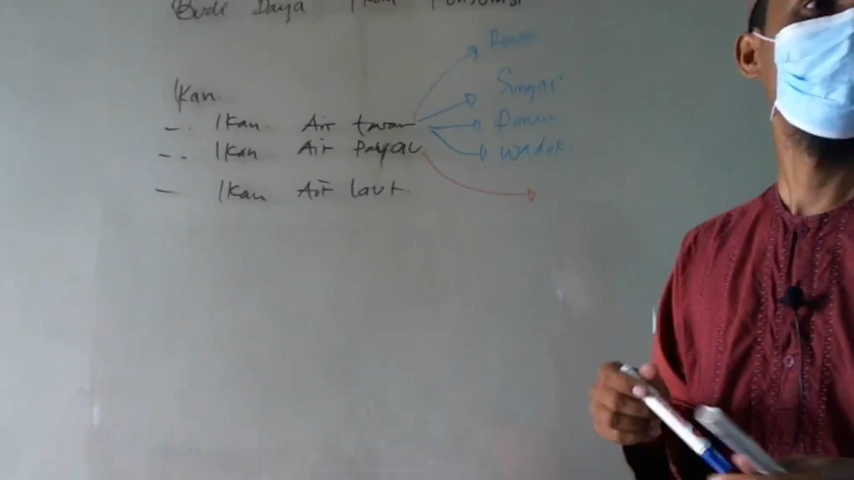 Budi Daya Ikan Konsumsi
Ikan
- Ikan Air tawar
- Ikan Air Payau
- Ikan Air laut.
Rawa
Sungai
Danau
Waduk.